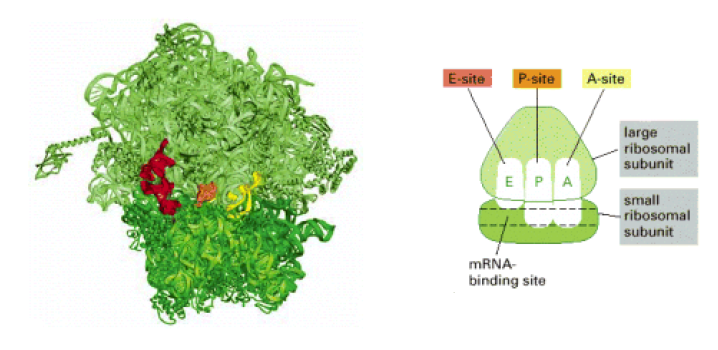 E-site P-site A-site
large
ribosomal
subunit
E P A
small
ribosomal
subunit
mRNA-
binding site